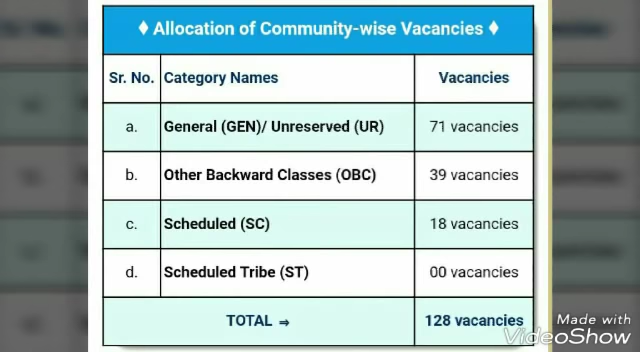 ♦ Allocation of Community-wise Vacancies ♦
Sr. No. Category Names Vacancies
a. General (GEN)/ Unreserved (UR) 71 vacancies
b. Other Backward Classes (OBC) 39 vacancies
c. Scheduled (SC) 18 vacancies
d. Scheduled Tribe (ST) 00 vacancies
TOTAL ⇒ 128 vacancies
Made with
VideoShow